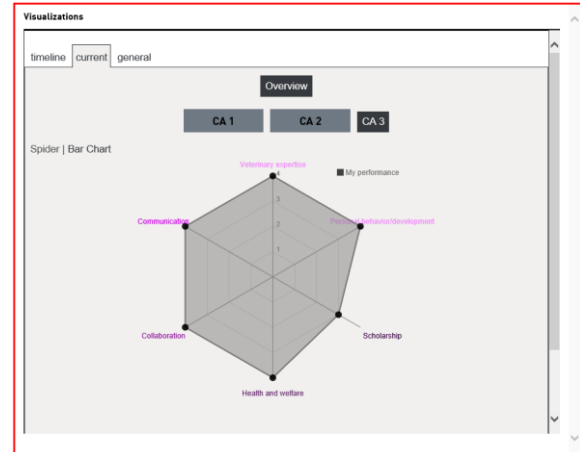 Visualizations
timeline current general
Overview
CA 1 CA 2 CA 3
Spider | Bar Chart
Veterinary expertise
My performance
4
3
2
1
Communication
Personal behavior/development
Collaboration
Scholarship
Health and welfare